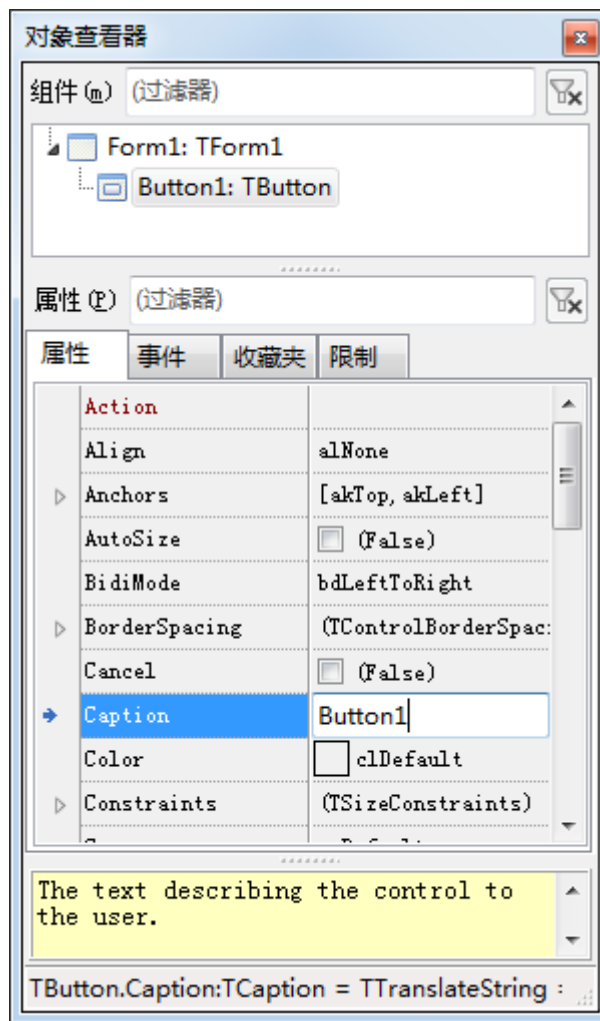 对象查看器
组件(m) (过滤器)
Form1: TForm1
Button1: TButton
属性(P) (过滤器)
属性 事件 收藏夹 限制
Action
Align alNone
Anchors [akTop, akLeft]
AutoSize (False)
BidiMode bdLeftToRight
BorderSpacing (TControlBorderSpac:
Cancel (False)
Caption Button1
Color clDefault
Constraints (TSizeConstraints)
The text describing the control to
the user.
TButton.Caption:TCaption = TTranslateString :